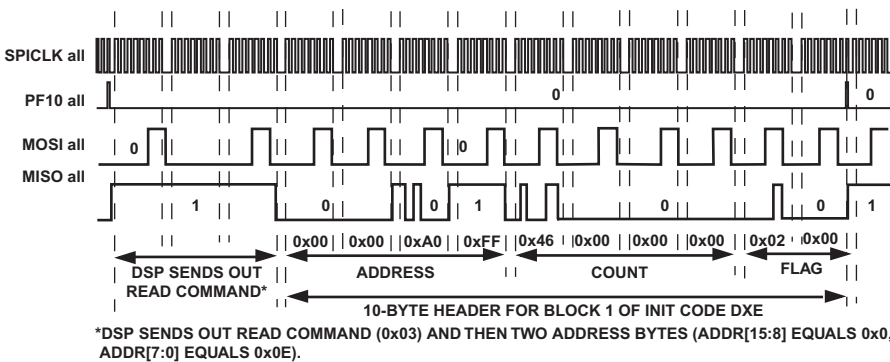 SPICLK all
PF10 all
0
0
MOSI all
0
0
MISO all
1
0
0
1
0
0
1
0x00 0x00 0xA0 0xFF 0x46 0x00 0x00 0x00 0x02 0x00
DSP SENDS OUT
READ COMMAND*
ADDRESS
COUNT
FLAG
10-BYTE HEADER FOR BLOCK 1 OF INIT CODE DXE
*DSP SENDS OUT READ COMMAND (0x03) AND THEN TWO ADDRESS BYTES (ADDR[15:8] EQUALS 0x0,
ADDR[7:0] EQUALS 0x0E).